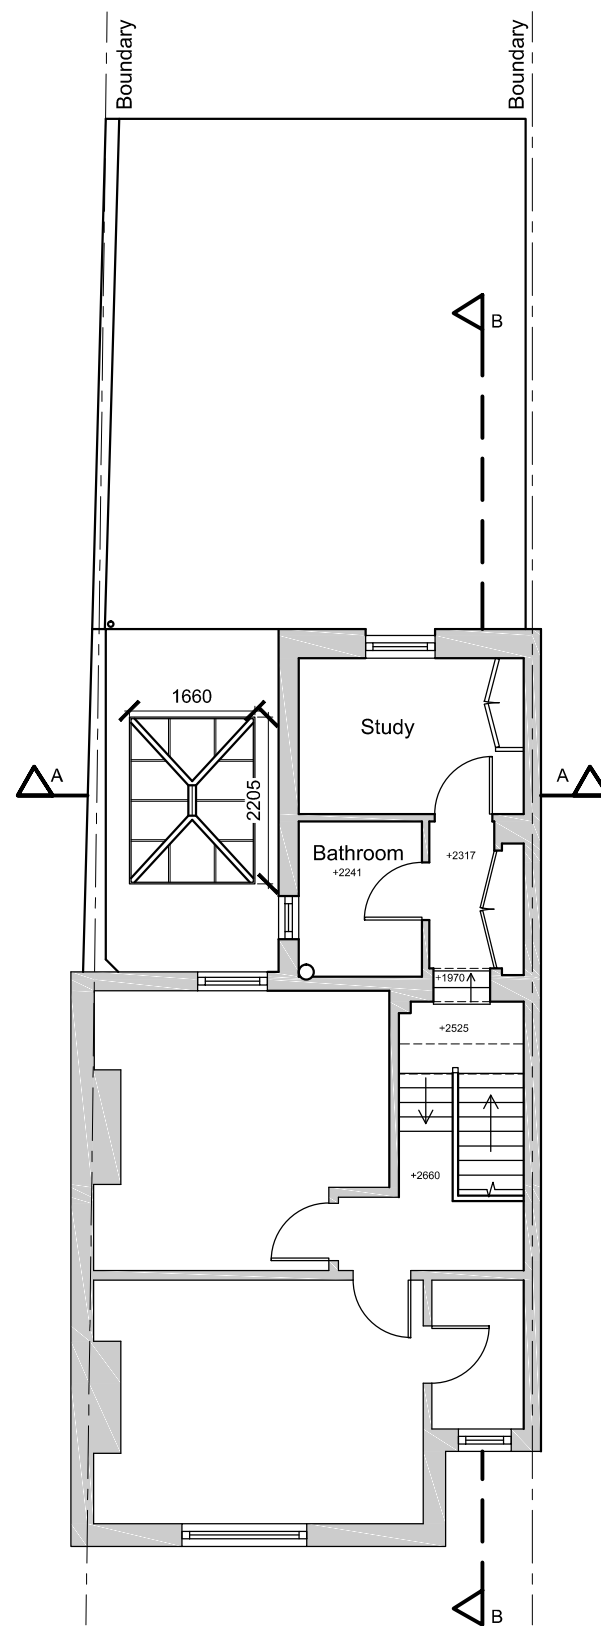 Boundary
Boundary
B
1660
Study
2205
A
A
Bathroom
+2241
+2317
+1970
+2525
+2660
B